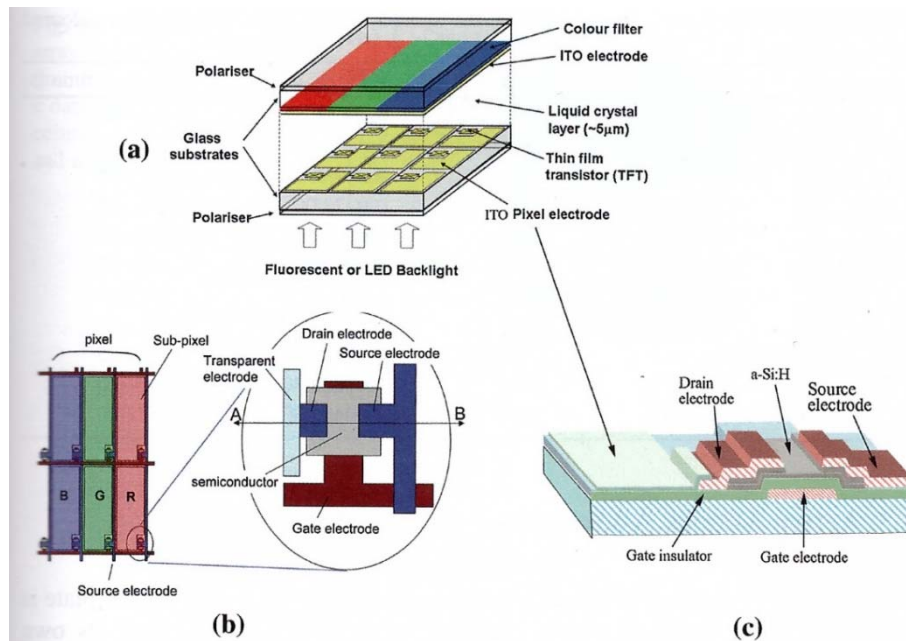 Colour filter
ITO electrode
Polariser
Liquid crystal
layer (~5μm)
Glass
substrates
(a)
Thin film
transistor (TFT)
Polariser
ITO Pixel electrode
Fluorescent or LED Backlight
pixel
Sub-pixel
Drain electrode
Transparent
electrode
Source electrode
A
B
semiconductor
Gate electrode
B
G
R
Source electrode
(b)
Drain
electrode
a-Si:H
Source
electrode
Gate insulator
Gate electrode
(c)